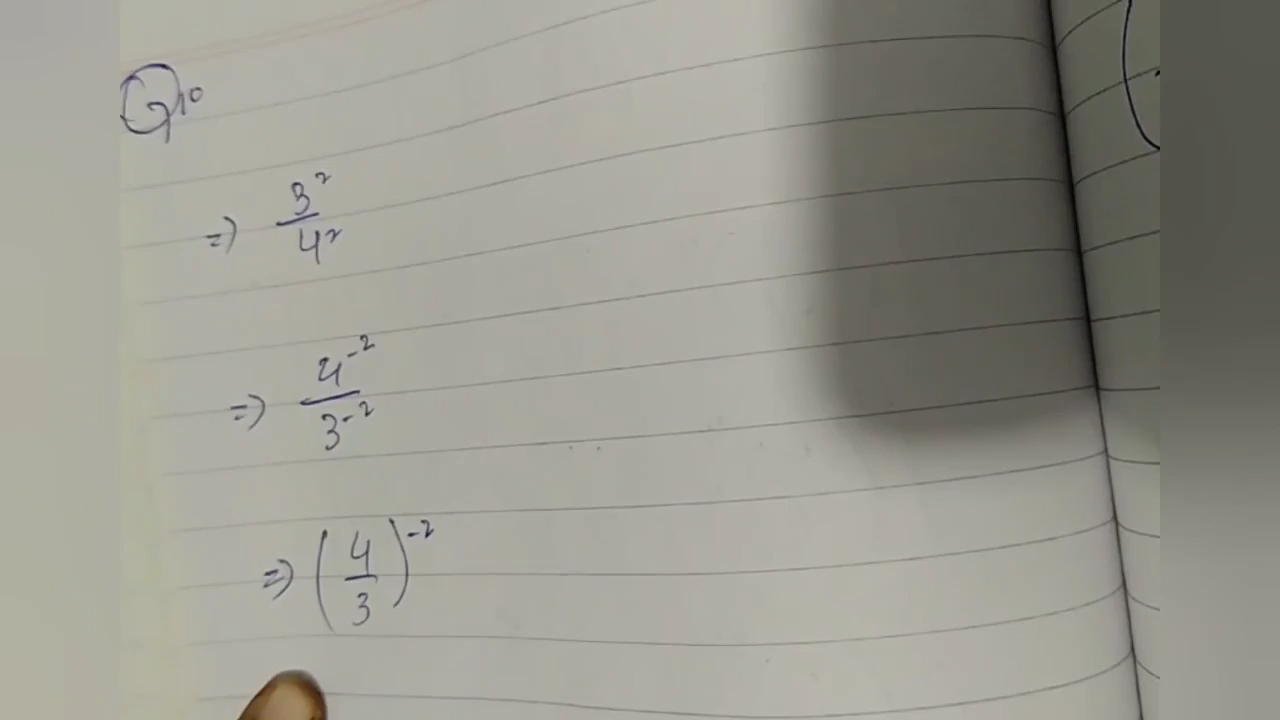 Q10
=> 3²/4²
=> 4⁻²/3⁻²
=> (4/3)⁻²